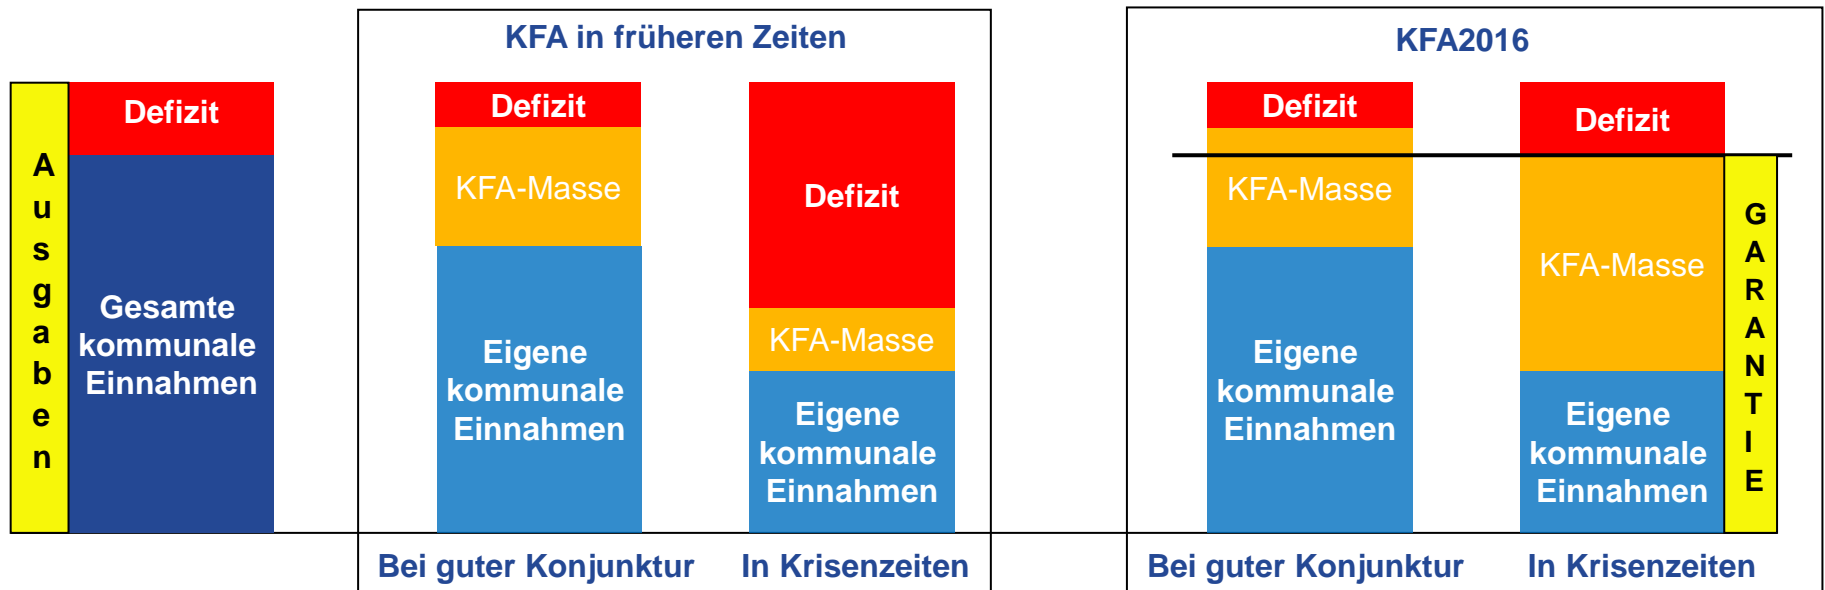 Ausgaben
Defizit
Gesamte
kommunale
Einnahmen
KFA in früheren Zeiten
Defizit
KFA-Masse
Eigene
kommunale
Einnahmen
Bei guter Konjunktur
Defizit
KFA-Masse
Eigene
kommunale
Einnahmen
In Krisenzeiten
KFA2016
Defizit
KFA-Masse
Eigene
kommunale
Einnahmen
Bei guter Konjunktur
Defizit
KFA-Masse
Eigene
kommunale
Einnahmen
In Krisenzeiten
GARANTIE